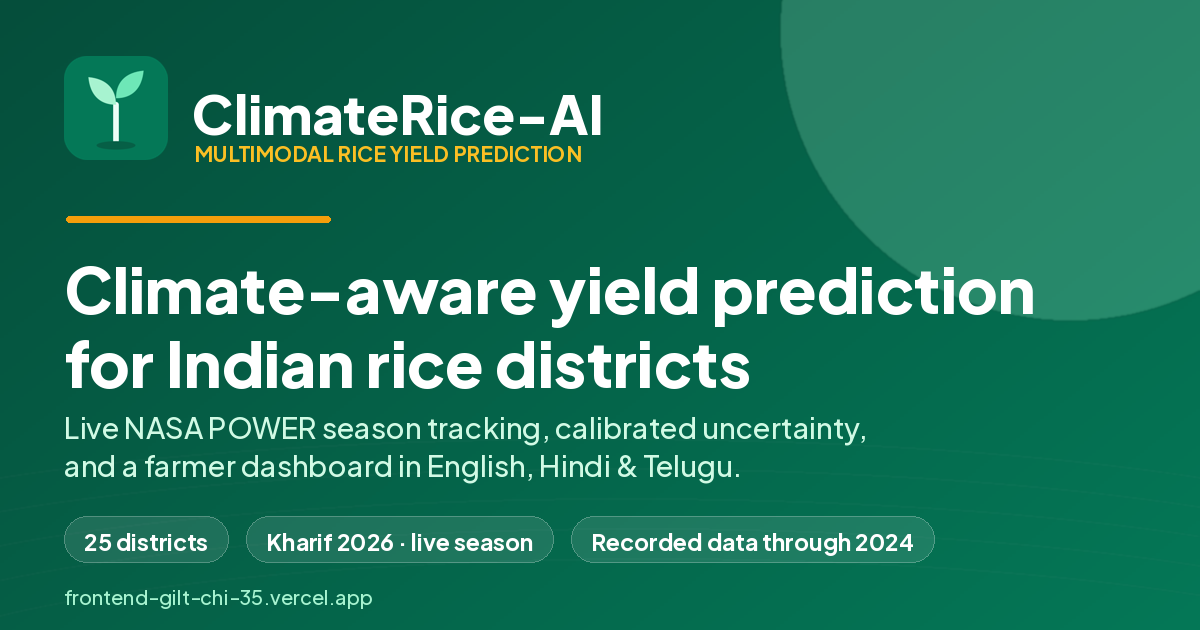 ClimateRice-AI
MULTIMODAL RICE YIELD PREDICTION
Climate-aware yield prediction
for Indian rice districts
Live NASA POWER season tracking, calibrated uncertainty,
and a farmer dashboard in English, Hindi & Telugu.
25 districts
Kharif 2026 · live season
Recorded data through 2024
frontend-gilt-chi-35.vercel.app